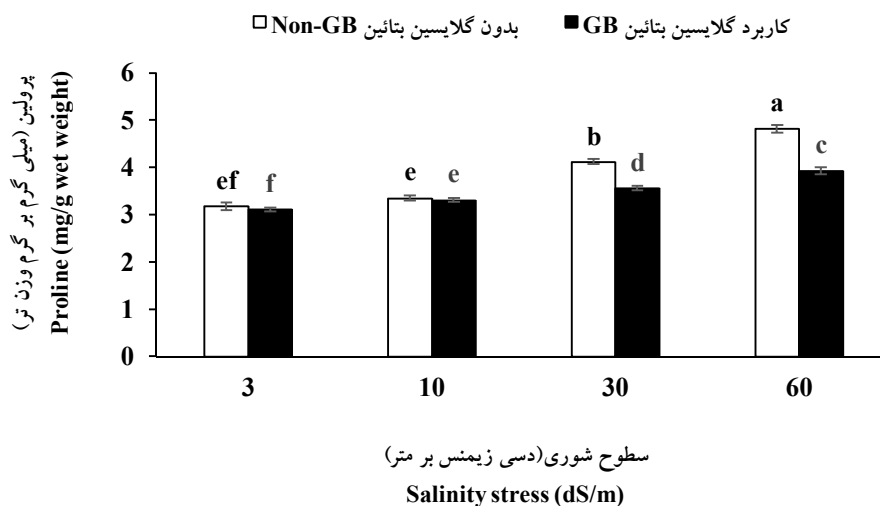 بدون گلایسین بتائین Non-GB
کاربرد گلایسین بتائین GB
پرولین (میلی گرم بر گرم وزن تر)
Proline (mg/g wet weight)
6
5
4
3
2
1
0
ef f e e b d a c
3 10 30 60
سطوح شوری(دسی زیمنس بر متر)
Salinity stress (dS/m)